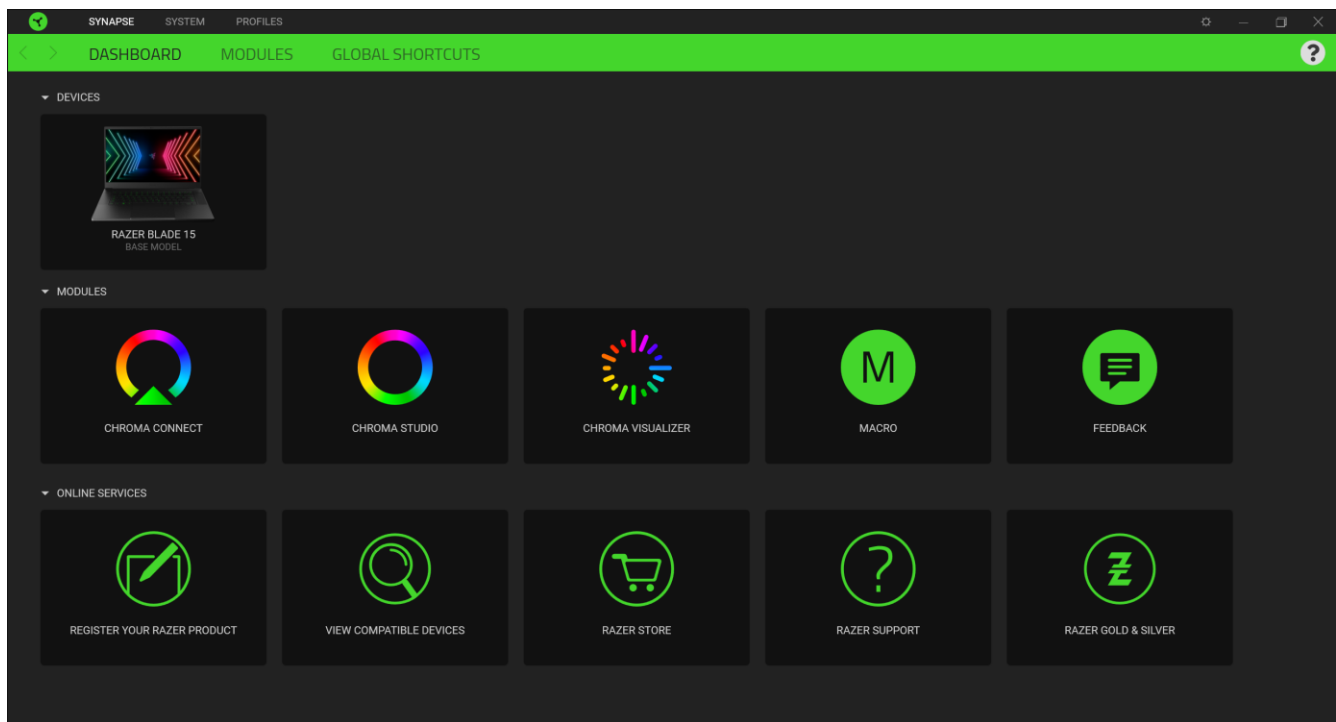 SYNAPSE SYSTEM PROFILES
DASHBOARD MODULES GLOBAL SHORTCUTS
?
DEVICES
RAZER BLADE 15
BASE MODEL
MODULES
M
CHROMA CONNECT CHROMA STUDIO CHROMA VISUALIZER MACRO FEEDBACK
ONLINE SERVICES
?
REGISTER YOUR RAZER PRODUCT VIEW COMPATIBLE DEVICES RAZER STORE RAZER SUPPORT RAZER GOLD & SILVER